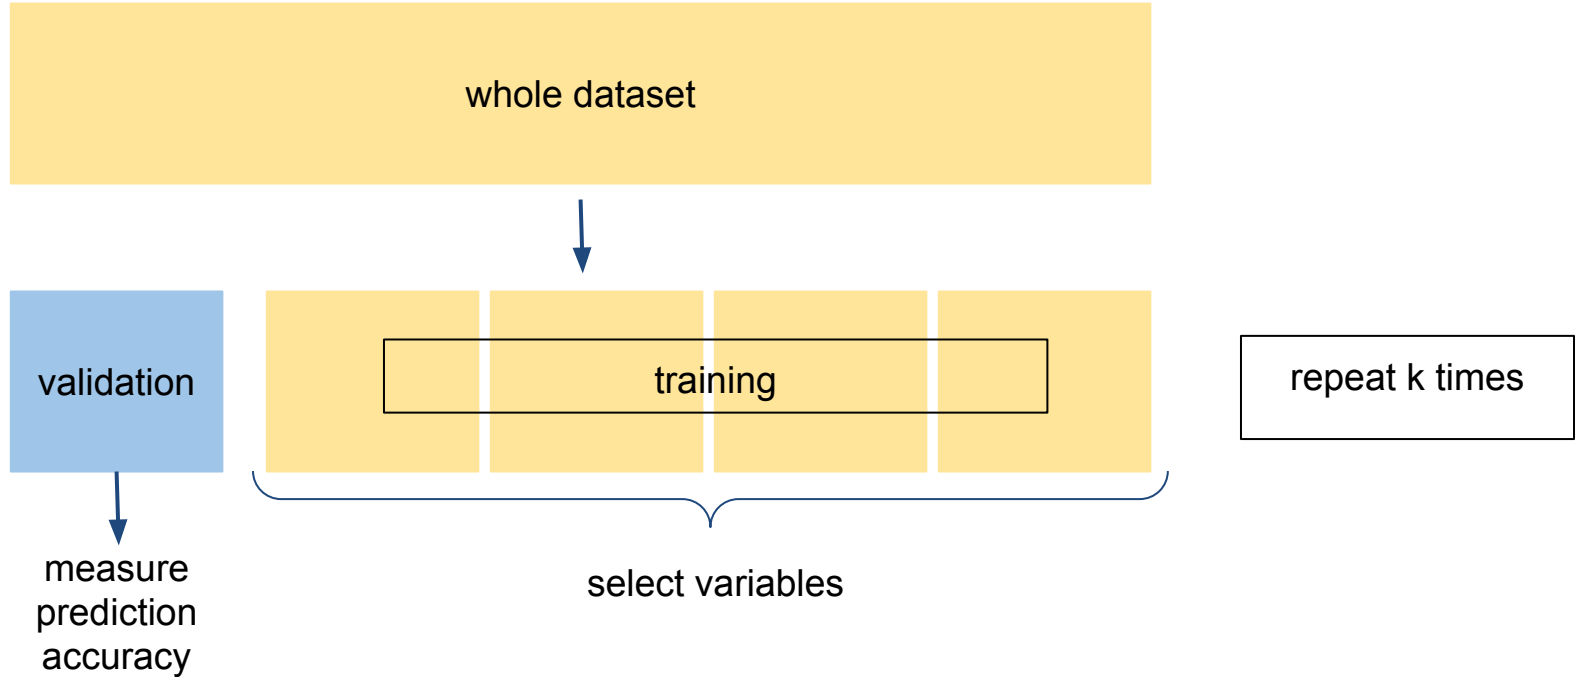 whole dataset
validation
training
repeat k times
measure
prediction
accuracy
select variables